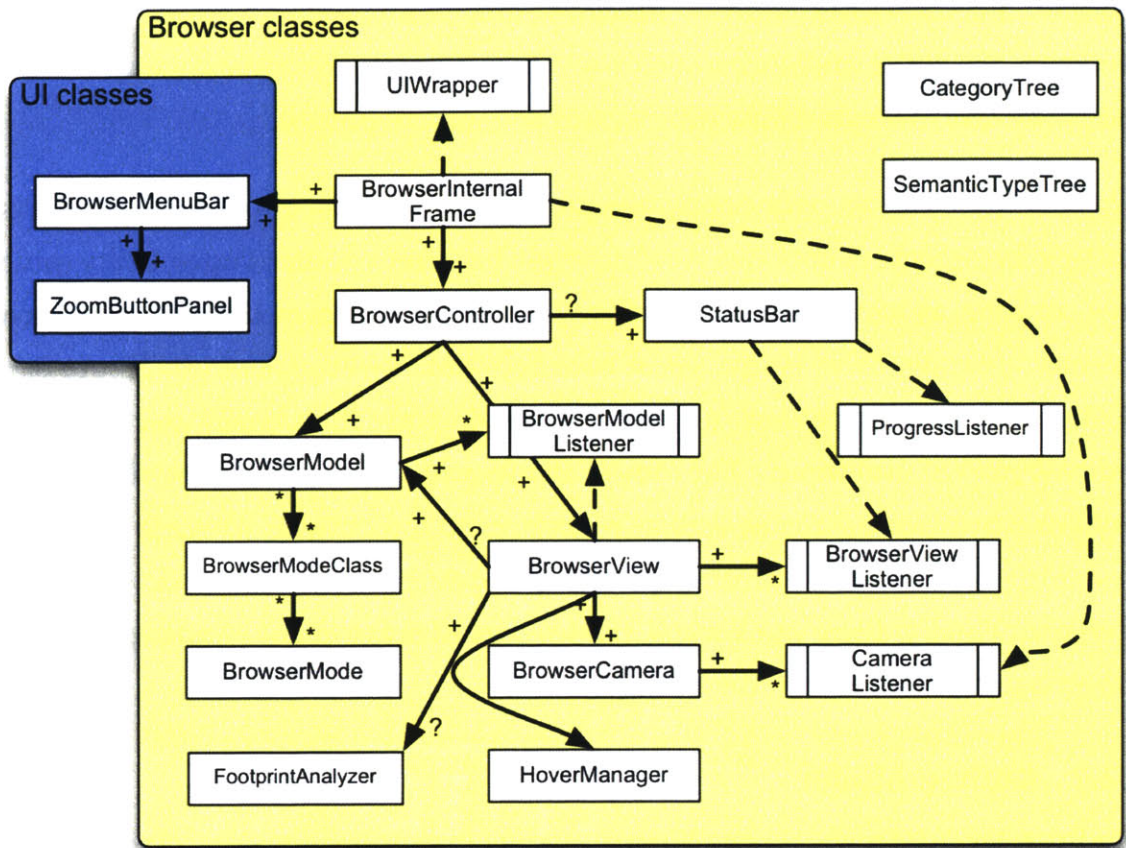 Browser classes
UI classes
UIWrapper
CategoryTree
BrowserMenuBar
+
+
BrowserInternal
Frame
SemanticTypeTree
+
+
+
+
ZoomButtonPanel
BrowserController
?
+
StatusBar
+
+
+
+
BrowserModel
+
*
BrowserModel
Listener
ProgressListener
*
*
+
?
BrowserModeClass
BrowserView
+
*
BrowserView
Listener
*
*
+
?
+
+
BrowserMode
BrowserCamera
+
*
Camera
Listener
FootprintAnalyzer
HoverManager